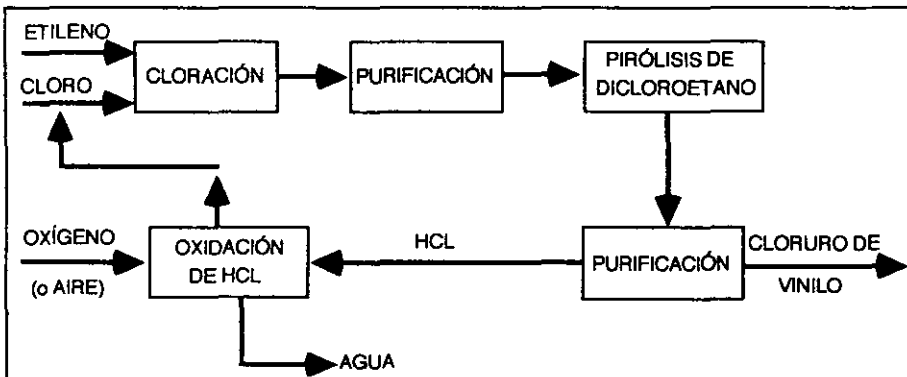 ETILENO
CLORO
CLORACIÓN
PURIFICACIÓN
PIRÓLISIS DE
DICLOROETANO
OXÍGENO
(o AIRE)
OXIDACIÓN
DE HCL
HCL
PURIFICACIÓN
CLORURO DE
VINILO
AGUA